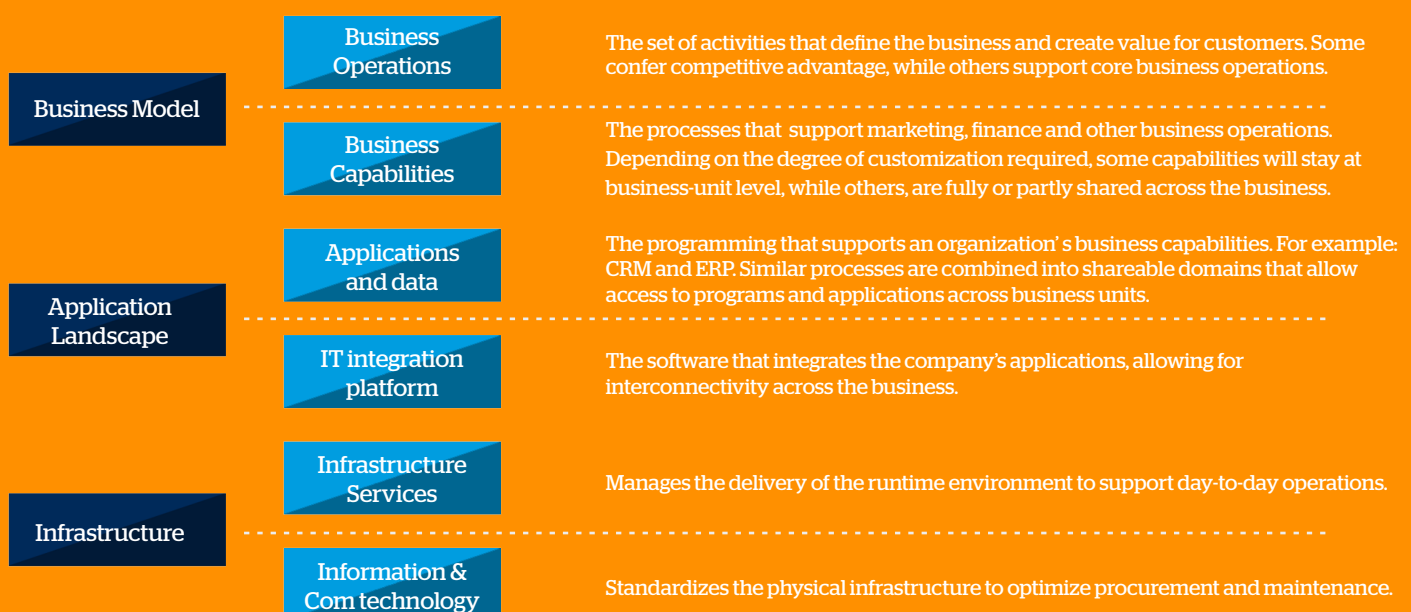 Business Model
Business
Operations
The set of activities that define the business and create value for customers. Some
confer competitive advantage, while others support core business operations.
Business
Capabilities
The processes that  support marketing, finance and other business operations.
Depending on the degree of customization required, some capabilities will stay at
business-unit level, while others, are fully or partly shared across the business.
Application
Landscape
Applications
and data
The programming that supports an organization’ s business capabilities. For example:
CRM and ERP. Similar processes are combined into shareable domains that allow
access to programs and applications across business units.
IT integration
platform
The software that integrates the company’s applications, allowing for
interconnectivity across the business.
Infrastructure
Infrastructure
Services
Manages the delivery of the runtime environment to support day-to-day operations.
Information &
Com technology
Standardizes the physical infrastructure to optimize procurement and maintenance.